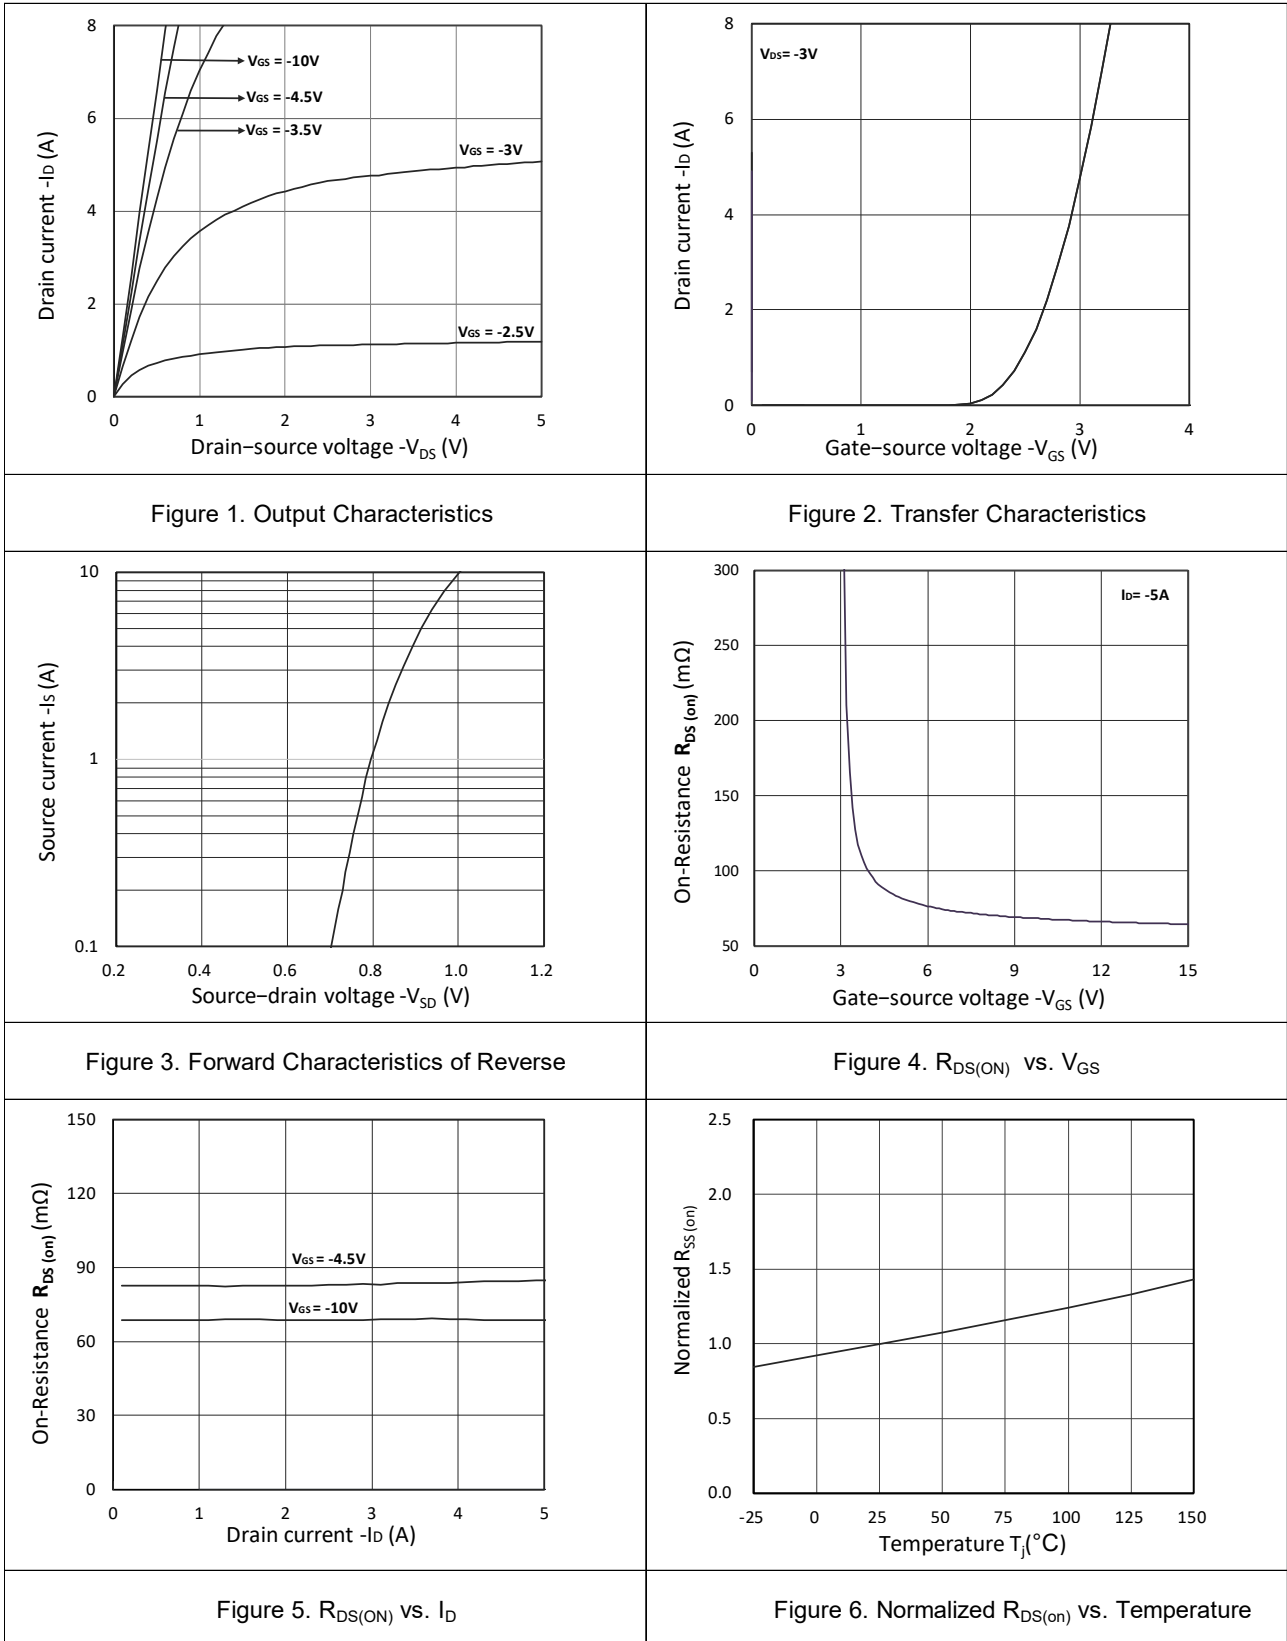 8
6
4
2
0
0 1 2 3 4 5
VGS = -10V
VGS = -4.5V
VGS = -3.5V
VGS = -3V
VGS = -2.5V
Drain current -ID (A)
Drain−source voltage -VDS (V)
Figure 1. Output Characteristics
8
6
4
2
0
0 1 2 3 4
VDS= -3V
Drain current -ID (A)
Gate−source voltage -VGS (V)
Figure 2. Transfer Characteristics
10
1
0.1
0.2 0.4 0.6 0.8 1.0 1.2
Source current -IS (A)
Source−drain voltage -VSD (V)
Figure 3. Forward Characteristics of Reverse
300
250
200
150
100
50
0 3 6 9 12 15
ID= -5A
On-Resistance RDS (on) (mΩ)
Gate−source voltage -VGS (V)
Figure 4. RDS(ON) vs. VGS
150
120
90
60
30
0
0 1 2 3 4 5
VGS = -4.5V
VGS = -10V
On-Resistance RDS (on) (mΩ)
Drain current -ID (A)
Figure 5. RDS(ON) vs. ID
2.5
2.0
1.5
1.0
0.5
0.0
-25 0 25 50 75 100 125 150
Normalized RSS (on)
Temperature Tj(°C)
Figure 6. Normalized RDS(on) vs. Temperature